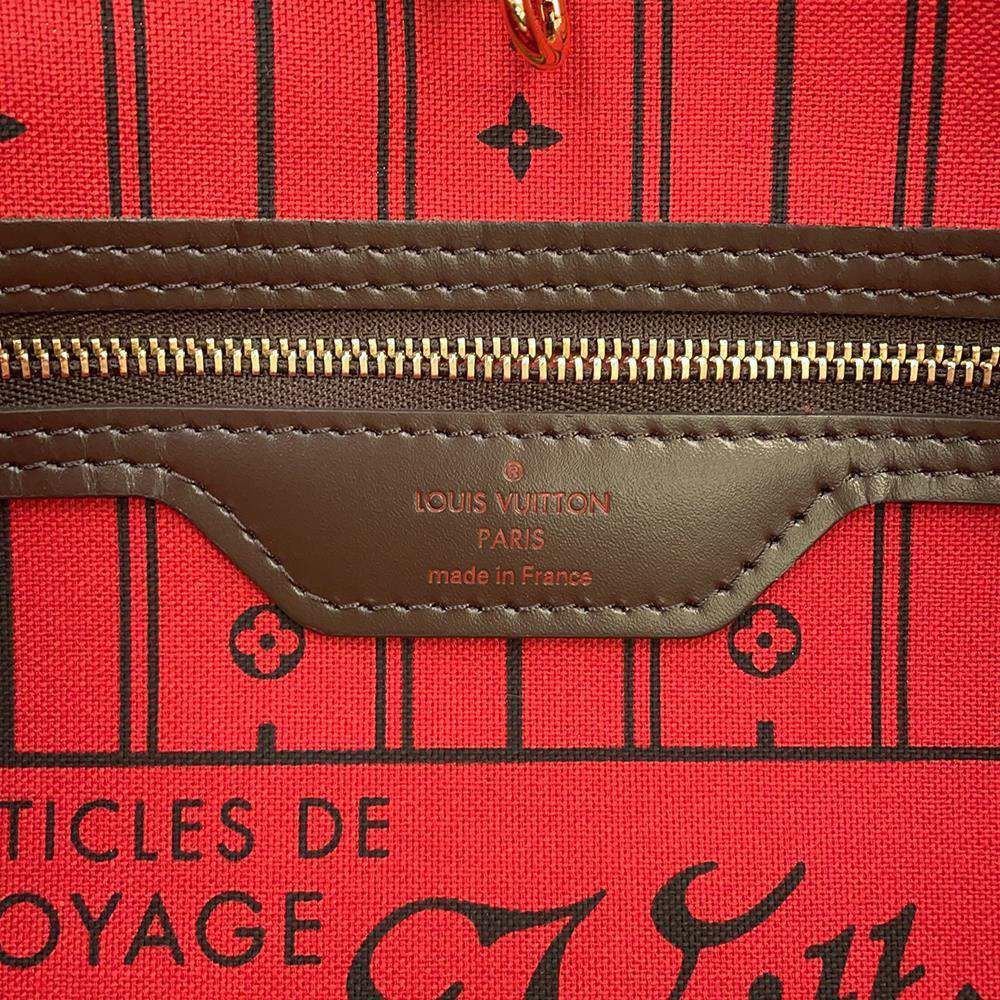 ®
LOUIS VUITTON
PARIS
made in France
TICLES DE
OYAGE